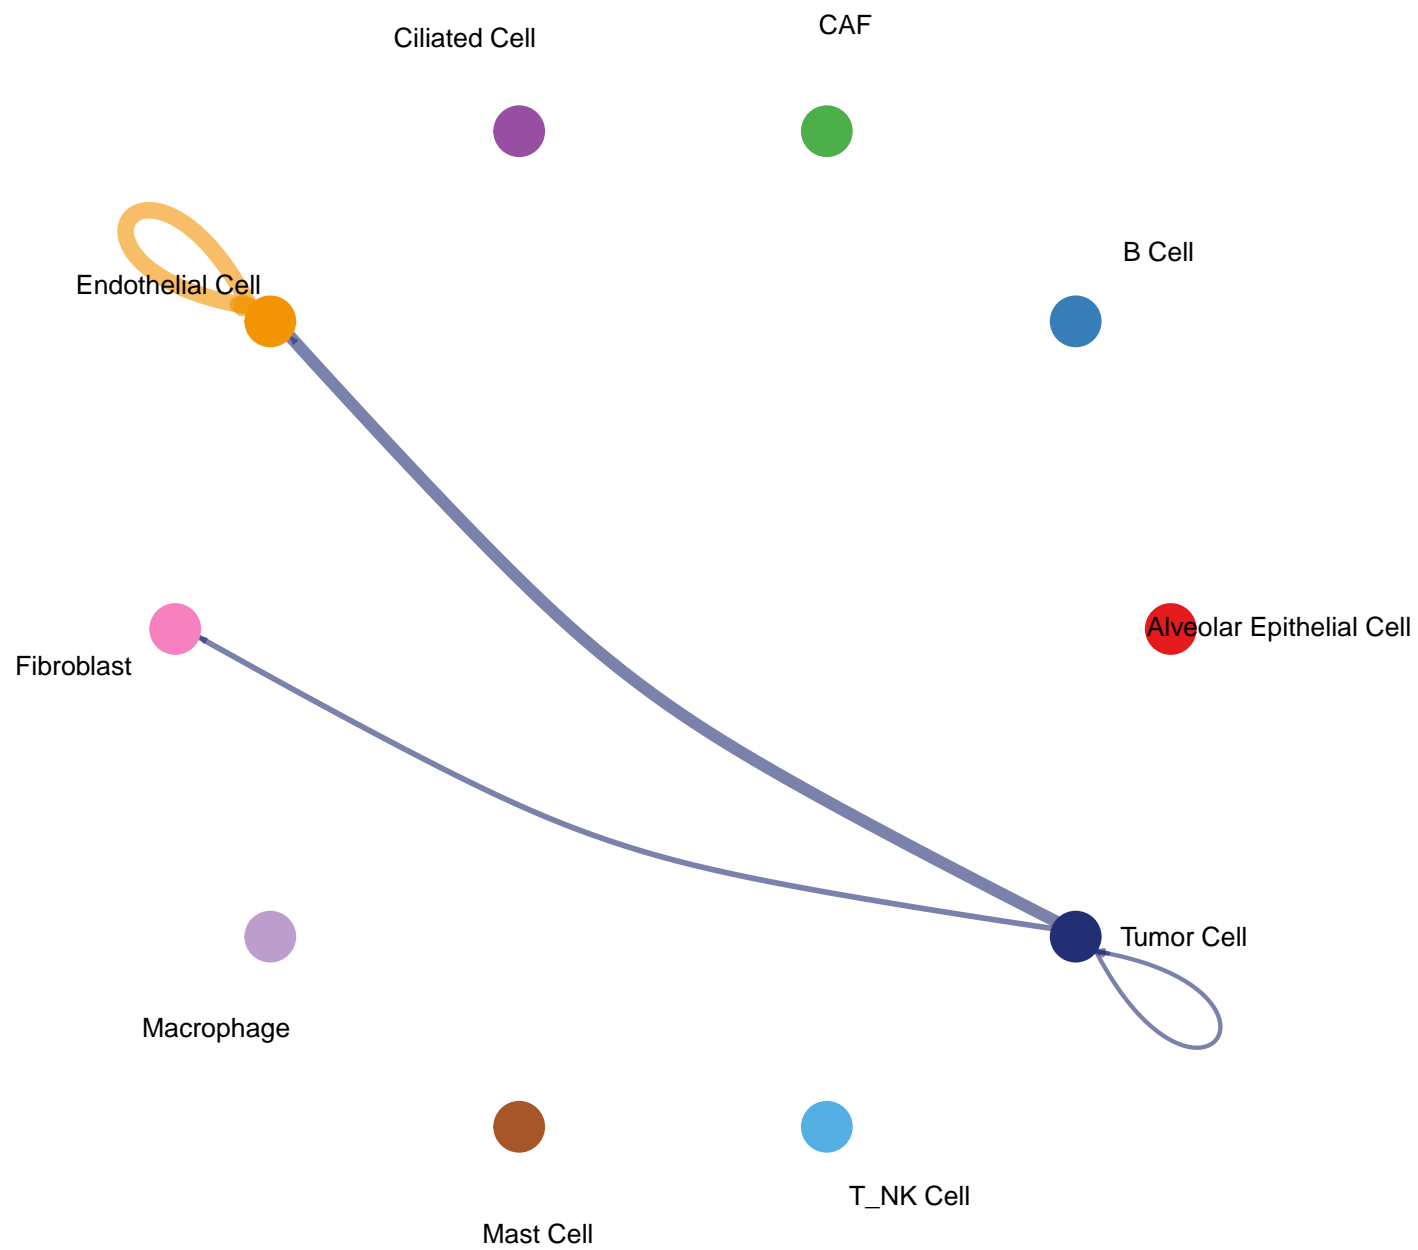 CAF
Ciliated Cell
B Cell
Endothelial Cell
Alveolar Epithelial Cell
Fibroblast
Tumor Cell
Macrophage
T_NK Cell
Mast Cell